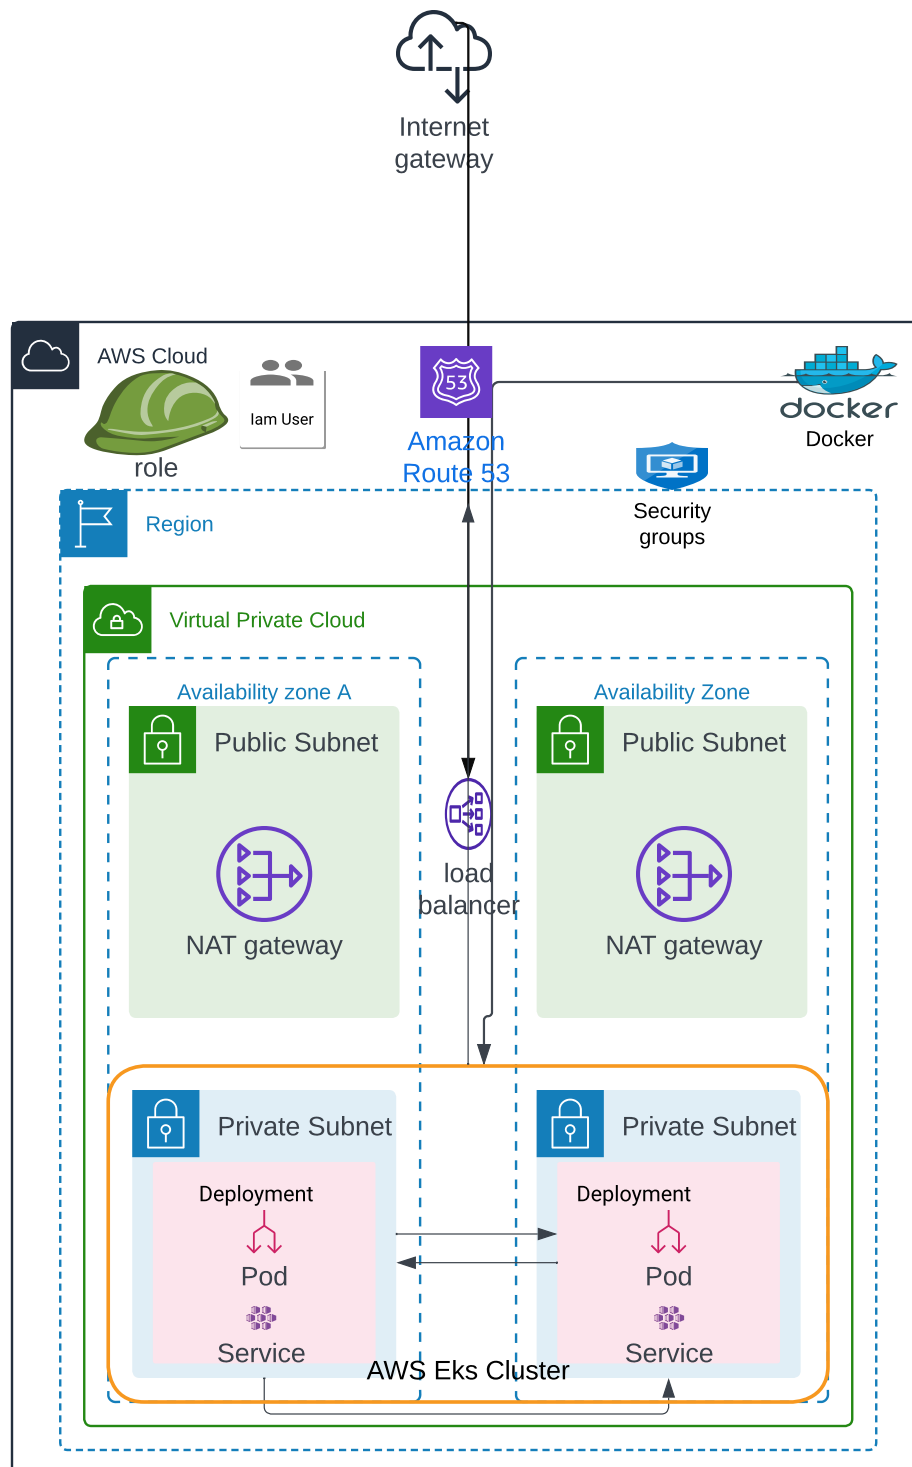 Internet
gateway
AWS Cloud
role
Iam User
53
Amazon
Route 53
docker
Docker
Security
groups
Region
Virtual Private Cloud
Availability zone A
Availability Zone
Public Subnet
Public Subnet
load
balancer
NAT gateway
NAT gateway
Private Subnet
Private Subnet
Deployment
Deployment
Pod
Pod
Service
Service
AWS Eks Cluster